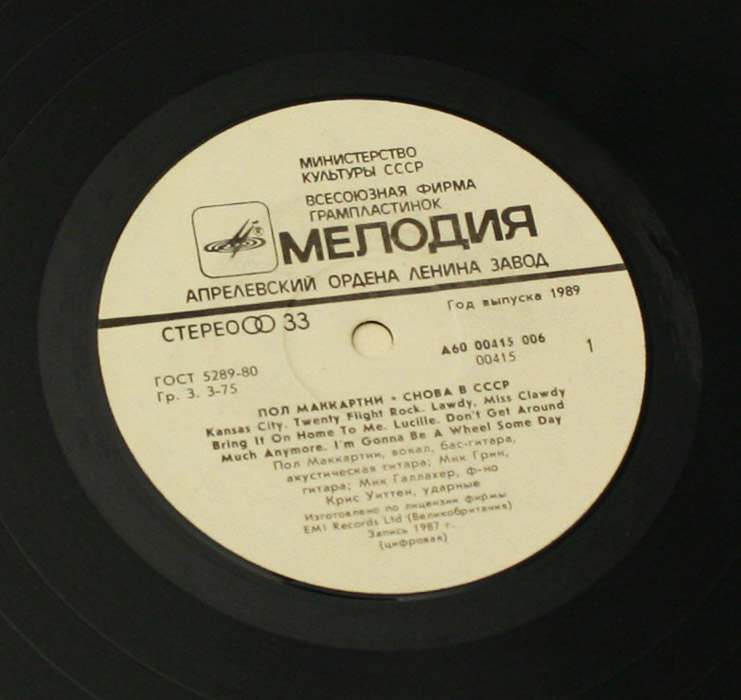 МИНИСТЕРСТВО
КУЛЬТУРЫ СССР
ВСЕСОЮЗНАЯ ФИРМА
ГРАМПЛАСТИНОК
®
МЕЛОДИЯ
АПРЕЛЕВСКИЙ ОРДЕНА ЛЕНИНА ЗАВОД
СТЕРЕО 33
Год выпуска 1989
ГОСТ 5289-80
Гр. 3. 3-75
А60 00415 006
00415
1
ПОЛ МАККАРТНИ • СНОВА В СССР
Kansas City. Twenty Flight Rock. Lawdy. Miss Clawdy
Bring It On Home To Me. Lucille. Don't Get Around
Much Anymore. I'm Gonna Be A Wheel Some Day
Пол Маккартни, вокал, бас-гитара,
акустическая гитара; Мик Грин,
гитара; Мик Галлахер, ф-но
Крис Уиттен, ударные
Изготовлено по лицензии фирмы
EMI Records Ltd (Великобритания)
Запись 1987 г.
(цифровая)